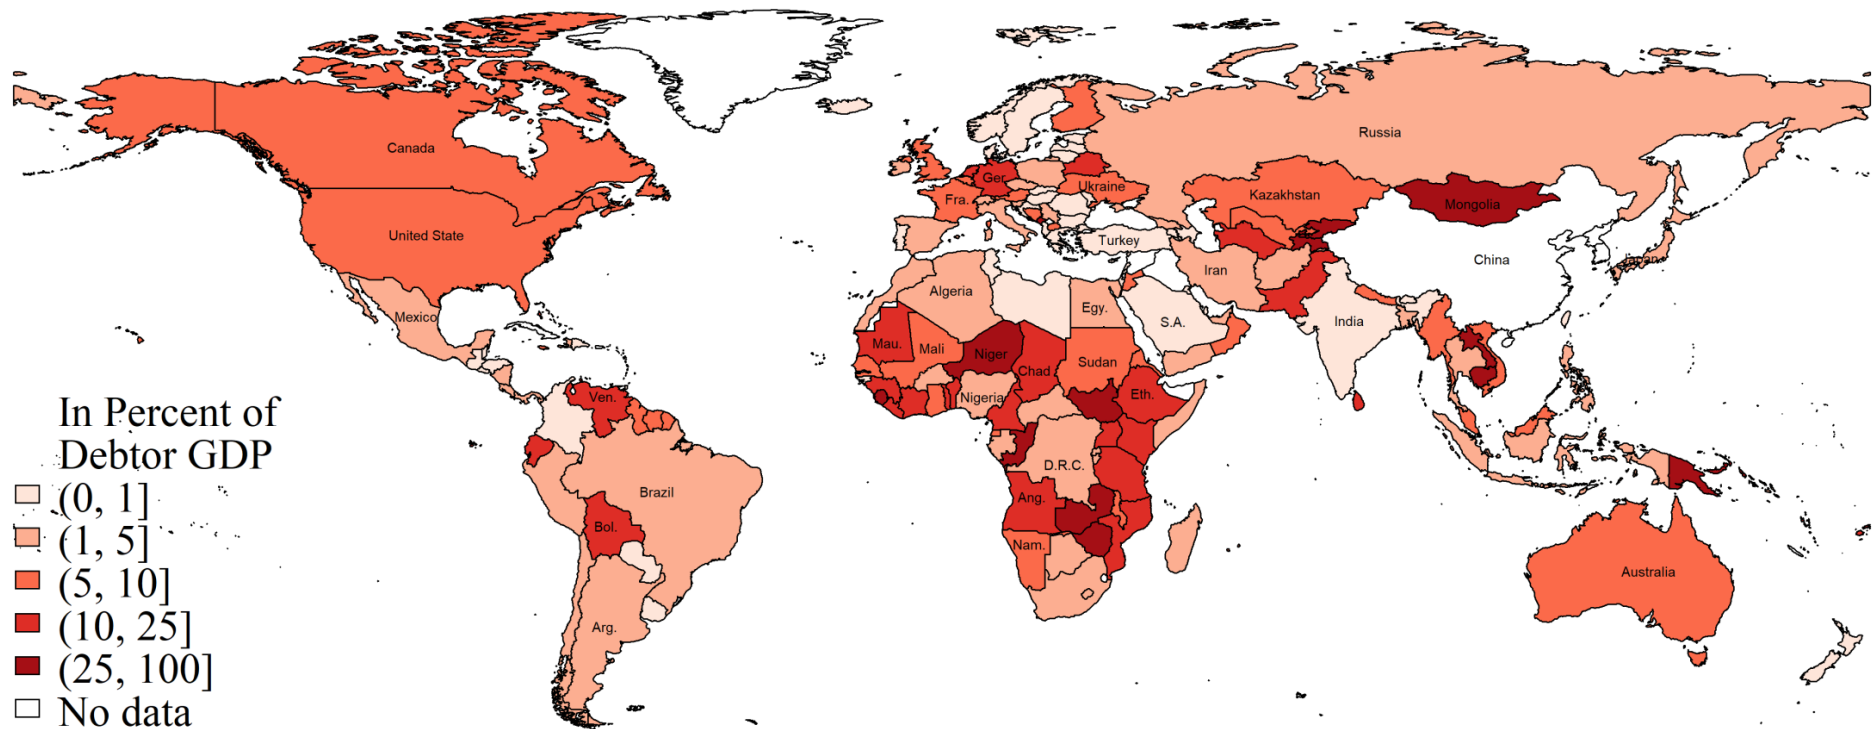 Canada
United State
Mexico
Ven.
Brazil
Bol.
Arg.
Russia
Ger.
Ukraine
Fra.
Kazakhstan
Mongolia
Turkey
China
Japan
Iran
Algeria
Egy.
S.A.
India
Mau.
Mali
Niger
Chad
Sudan
Nigeria
Eth.
D.R.C.
Ang.
Nam.
Australia
In Percent of
Debtor GDP
(0, 1]
(1, 5]
(5, 10]
(10, 25]
(25, 100]
No data